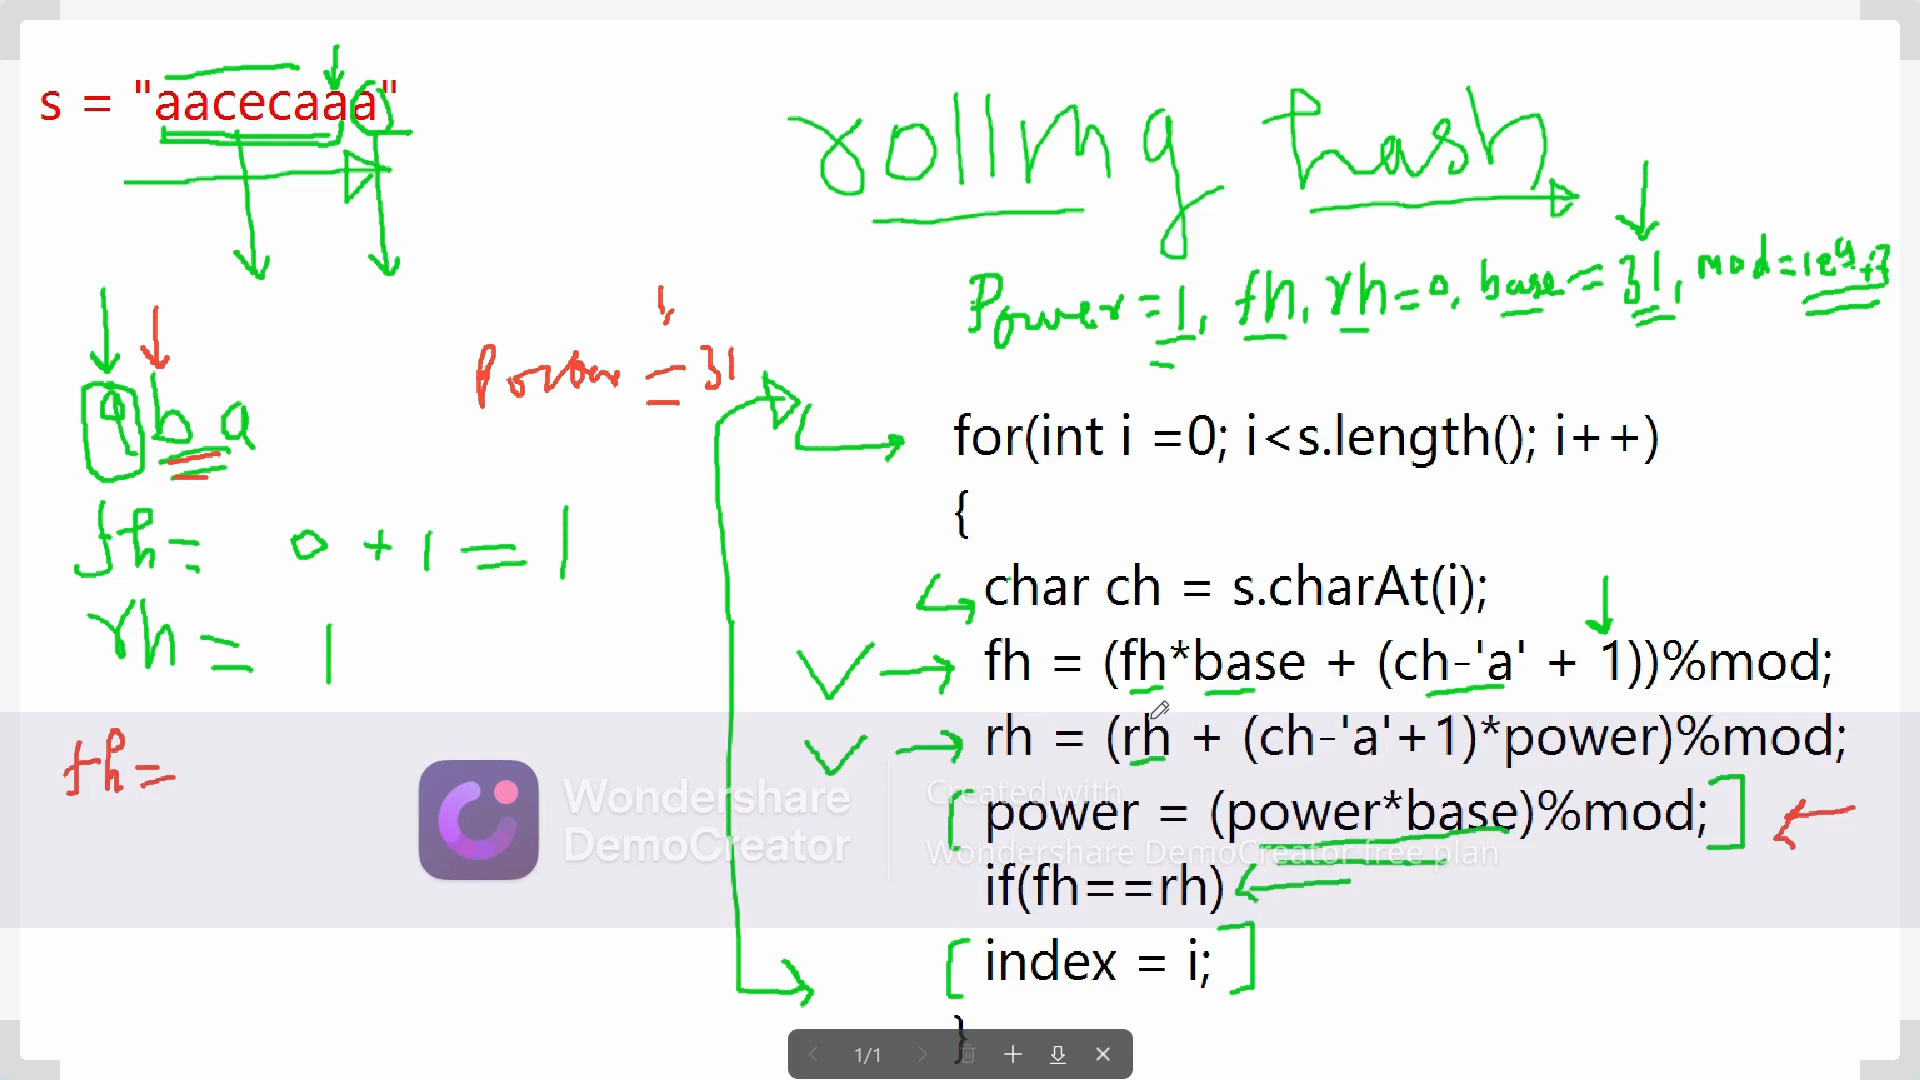 s = "aacecaaa"
rolling hash
Power = 1, fh, rh = 0, base = 31, mod = 1e9+7
1,
Power = 31
a b a
for(int i =0; i<s.length(); i++)
{
fh = 0 + 1 = 1
char ch = s.charAt(i);
rh = 1
fh = (fh*base + (ch-'a' + 1))%mod;
rh = (rh + (ch-'a'+1)*power)%mod;
fh =
Wondershare
DemoCreator
Created with
Wondershare DemoCreator free plan
power = (power*base)%mod;
if(fh==rh)
index = i;
}
1/1